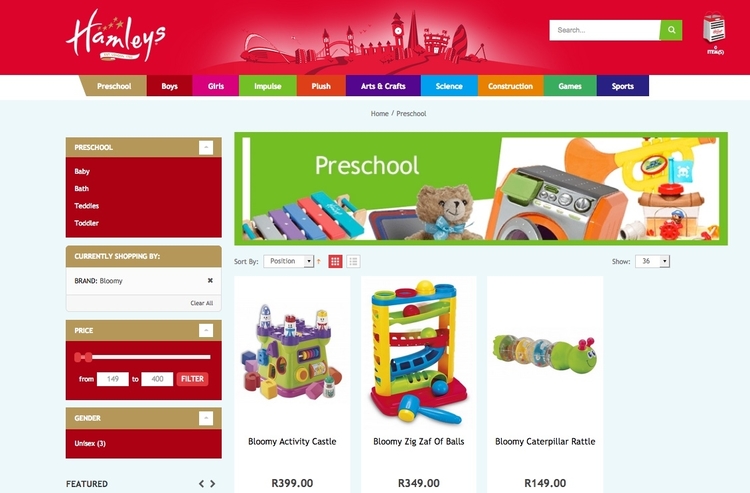 Hamleys
Search...
0
ITEM(S)
Preschool
Boys
Girls
Impulse
Plush
Arts & Crafts
Science
Construction
Games
Sports
Home / Preschool
PRESCHOOL
Baby
Bath
Teddies
Toddler
CURRENTLY SHOPPING BY:
BRAND: Bloomy
Clear All
PRICE
from 149 to 400 FILTER
GENDER
Unisex (3)
FEATURED
Preschool
Sort By: Position
Show: 36
Bloomy Activity Castle
Bloomy Zig Zaf Of Balls
Bloomy Caterpillar Rattle
R399.00
R349.00
R149.00